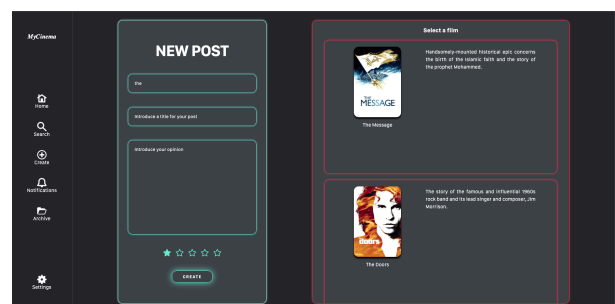 MyCinema
Home
Search
Create
Notifications
Archive
Settings
NEW POST
the
Introduce a title for your post
Introduce your opinion
CREATE
Select a film
THE
MESSAGE
The Message
Handsomely-mounted historical epic concerns
the birth of the Islamic faith and the story of
the prophet Mohammed.
the doors
The Doors
The story of the famous and influential 1960s
rock band and its lead singer and composer, Jim
Morrison.